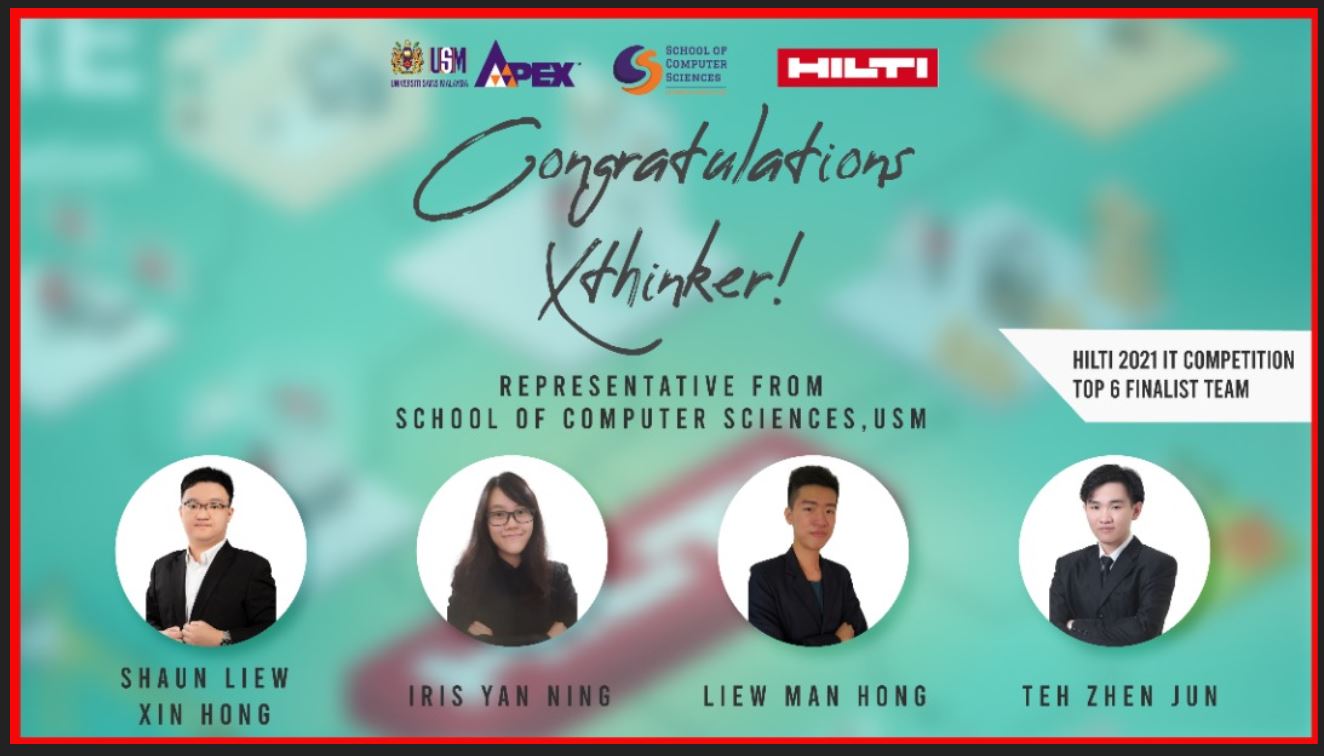 USM
UNIVERSITI SAINS MALAYSIA
APEX™
CS
SCHOOL OF
COMPUTER
SCIENCES
HILTI
Congratulations
Xthinker!
HILTI 2021 IT COMPETITION
TOP 6 FINALIST TEAM
REPRESENTATIVE FROM
SCHOOL OF COMPUTER SCIENCES,USM
SHAUN LIEW
XIN HONG
IRIS YAN NING
LIEW MAN HONG
TEH ZHEN JUN